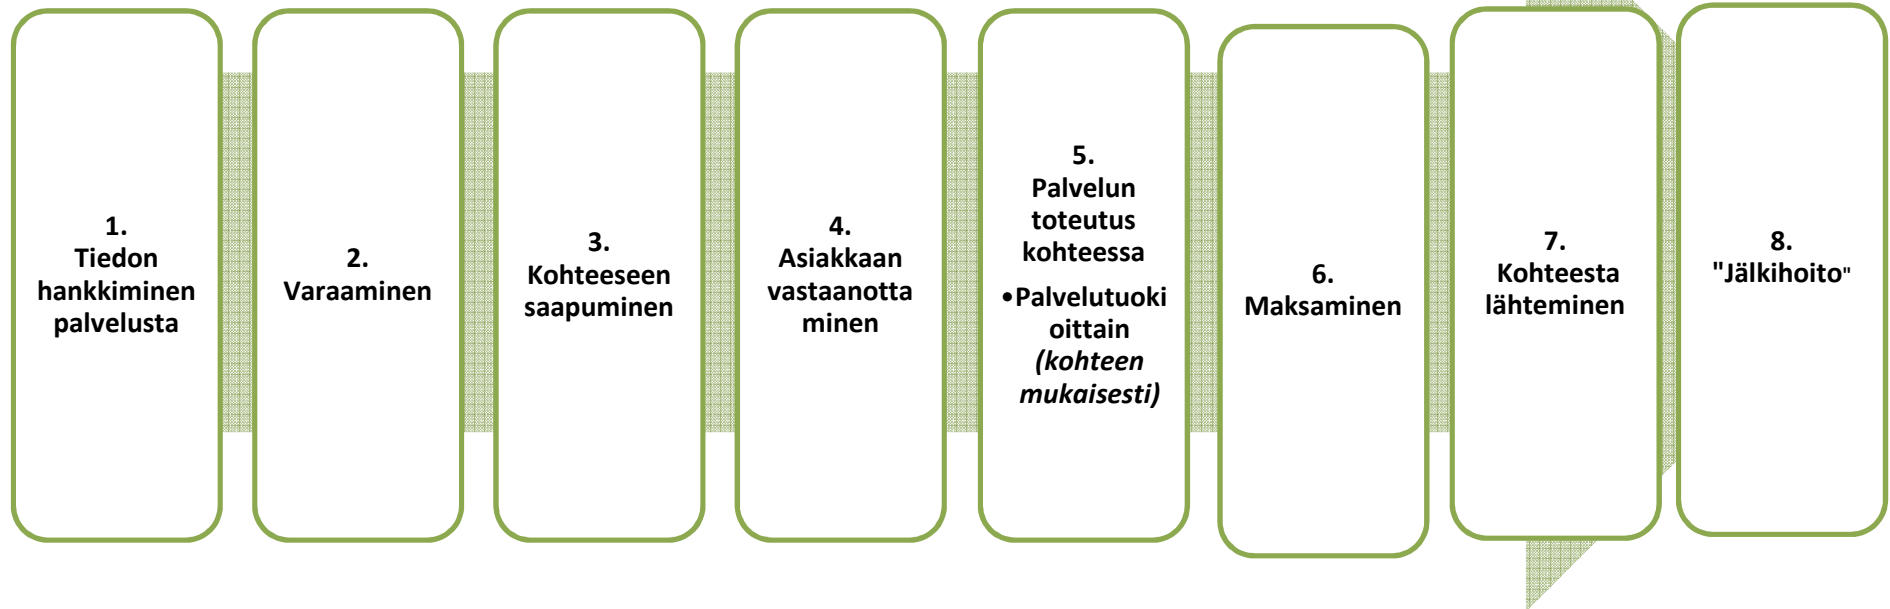 1.
Tiedon
hankkiminen
palvelusta
2.
Varaaminen
3.
Kohteeseen
saapuminen
4.
Asiakkaan
vastaanotta
minen
5.
Palvelun
toteutus
kohteessa
•Palvelutuoki
oittain
(kohteen
mukaisesti)
6.
Maksaminen
7.
Kohteesta
lähteminen
8.
"Jälkihoito"